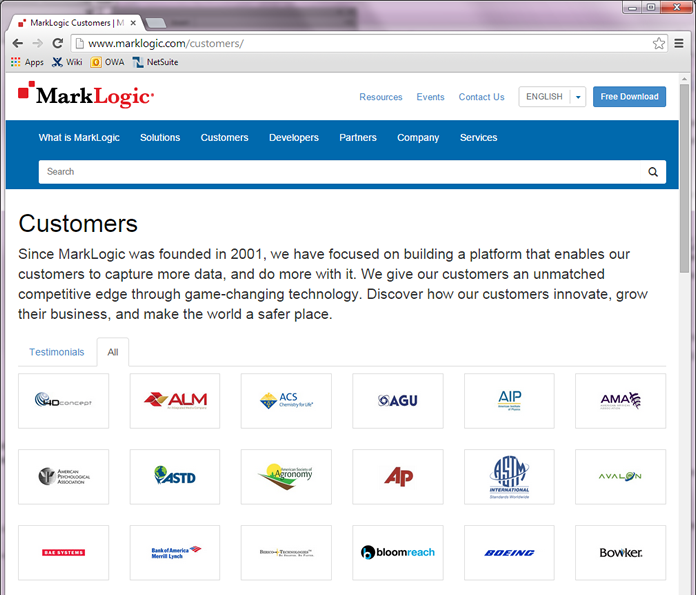 MarkLogic Customers | M
www.marklogic.com/customers/
Apps Wiki OWA NetSuite
MarkLogic
Resources Events Contact Us ENGLISH Free Download
What is MarkLogic Solutions Customers Developers Partners Company Services
Search
Customers
Since MarkLogic was founded in 2001, we have focused on building a platform that enables our
customers to capture more data, and do more with it. We give our customers an unmatched
competitive edge through game-changing technology. Discover how our customers innovate, grow
their business, and make the world a safer place.
Testimonials All
4Dconcept
ALM
ACS
Chemistry for Life
AGU
AIP
American Institute
of Physics
AMA
AMERICAN
PSYCHOLOGICAL
ASSOCIATION
ASTD
American Society of
Agronomy
AP
ASTM
INTERNATIONAL
Standards Worldwide
AVALON
BAE SYSTEMS
Bank of America
Merrill Lynch
bloomreach
BOEING
Bowker